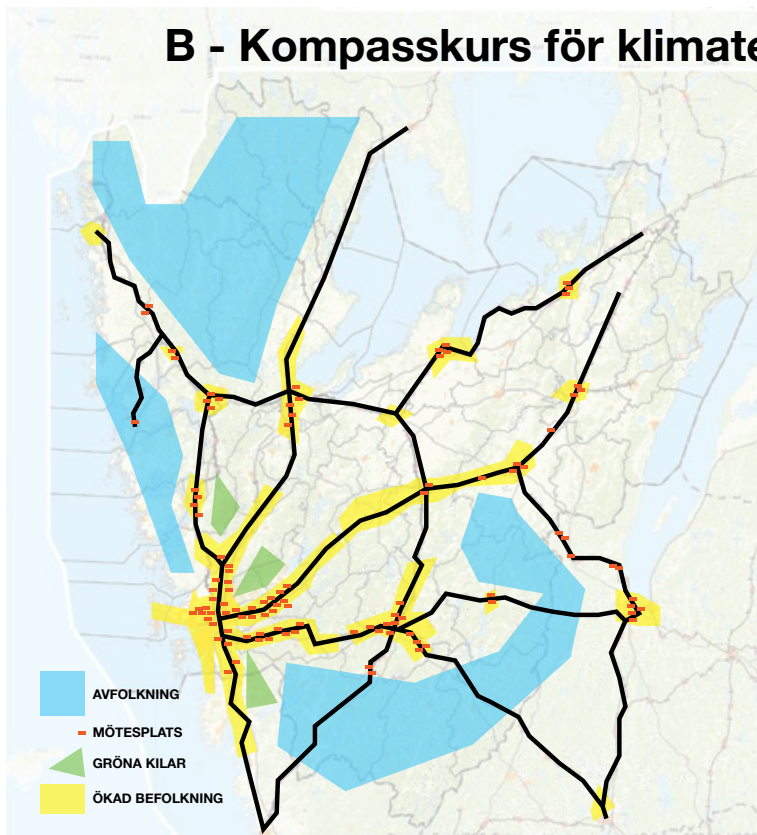 B - Kompasskurs för klimate
AVFOLKNING
MÖTESPLATS
GRÖNA KILAR
ÖKAD BEFOLKNING